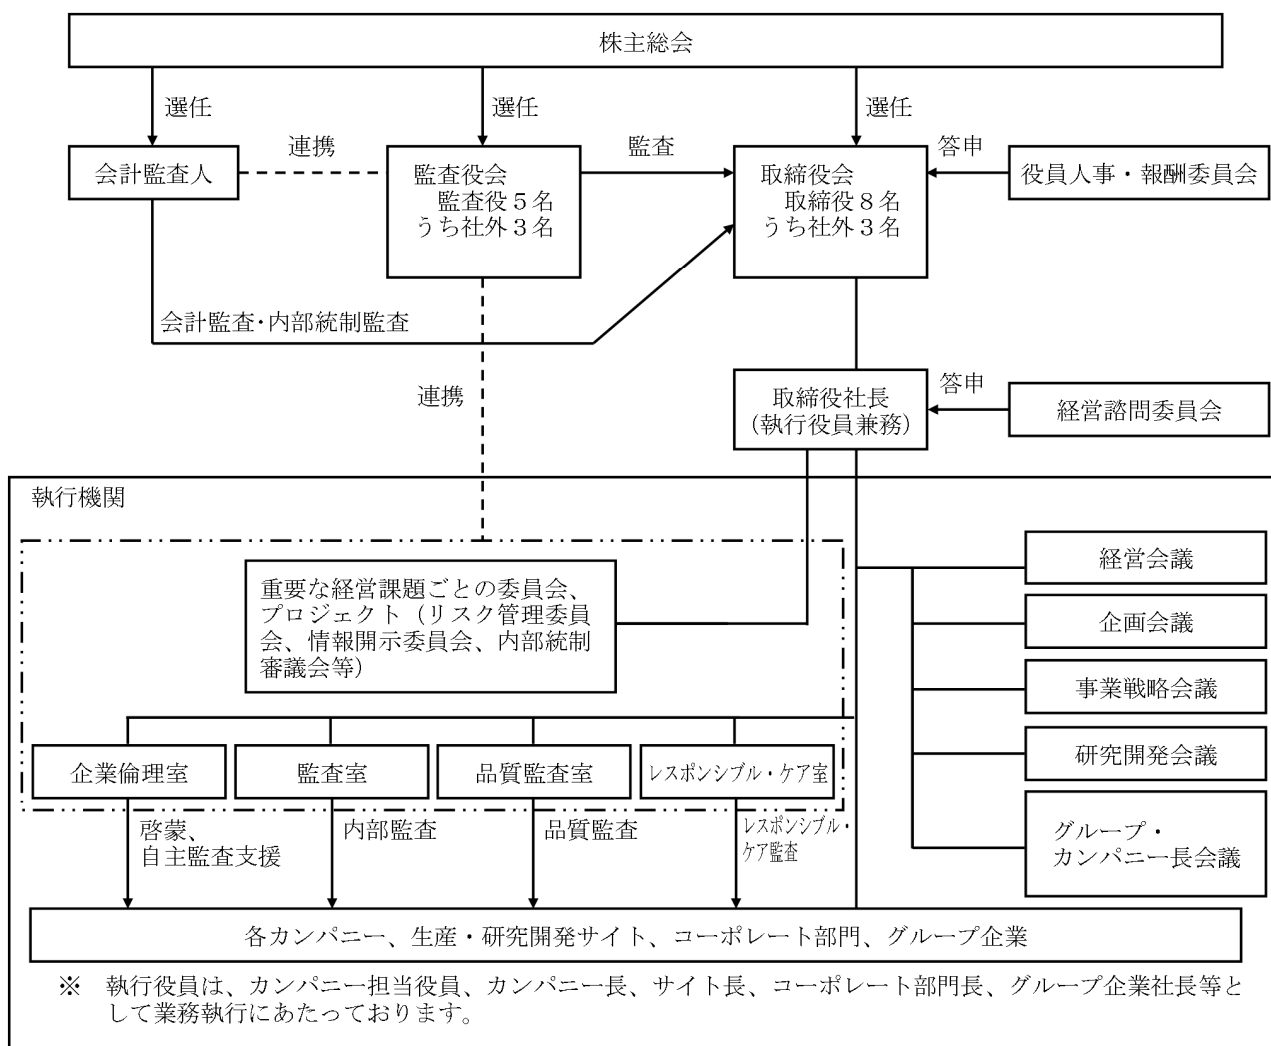 株主総会
選任
選任
選任
会計監査人
連携
監査役会
監査役5名
うち社外3名
監査
取締役会
取締役8名
うち社外3名
答申
役員人事・報酬委員会
会計監査・内部統制監査
連携
取締役社長
(執行役員兼務)
答申
経営諮問委員会
執行機関
重要な経営課題ごとの委員会、
プロジェクト（リスク管理委員
会、情報開示委員会、内部統制
審議会等）
経営会議
企画会議
事業戦略会議
研究開発会議
グループ・
カンパニー長会議
企業倫理室
監査室
品質監査室
レスポンシブル・ケア室
啓蒙、
自主監査支援
内部監査
品質監査
レスポンシブル・
ケア監査
各カンパニー、生産・研究開発サイト、コーポレート部門、グループ企業
※ 執行役員は、カンパニー担当役員、カンパニー長、サイト長、コーポレート部門長、グループ企業社長等と
して業務執行にあたっております。